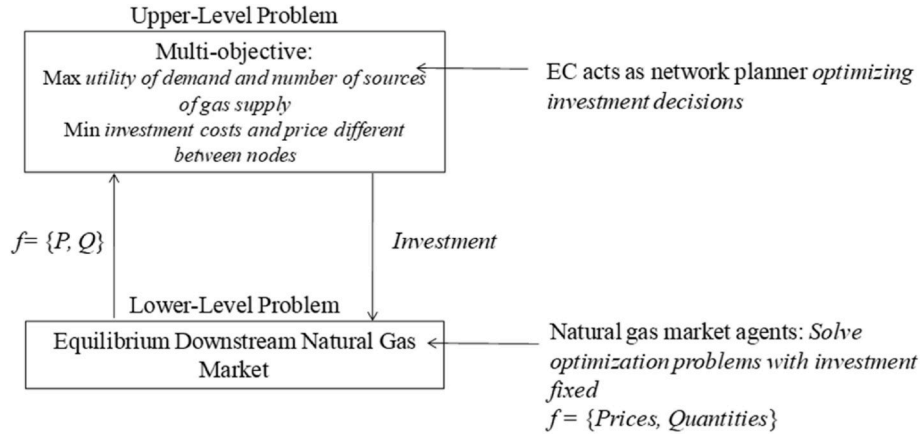 Upper-Level Problem
Multi-objective:
Max utility of demand and number of sources
of gas supply
Min investment costs and price different
between nodes
EC acts as network planner optimizing
investment decisions
f= {P, Q}
Investment
Lower-Level Problem
Equilibrium Downstream Natural Gas
Market
Natural gas market agents: Solve
optimization problems with investment
fixed
f = {Prices, Quantities}